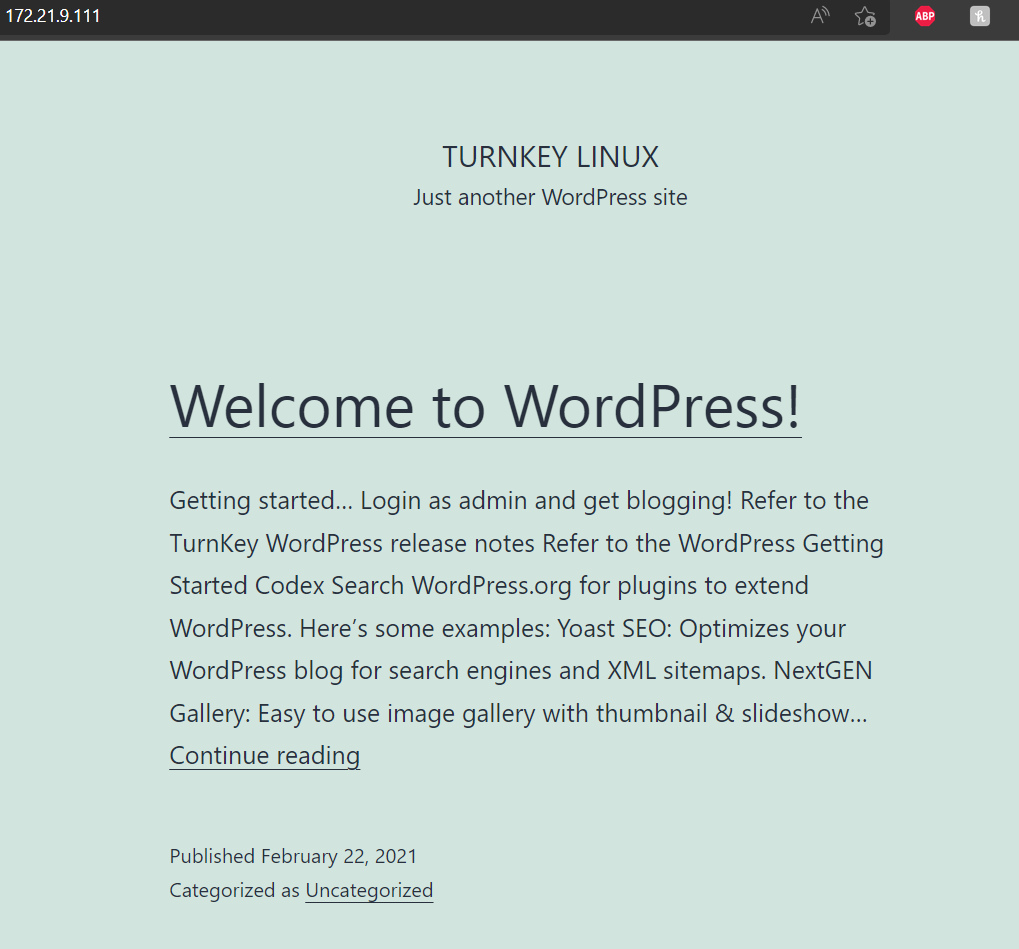 172.21.9.111
ABP
TURNKEY LINUX
Just another WordPress site
Welcome to WordPress!
Getting started… Login as admin and get blogging! Refer to the
TurnKey WordPress release notes Refer to the WordPress Getting
Started Codex Search WordPress.org for plugins to extend
WordPress. Here’s some examples: Yoast SEO: Optimizes your
WordPress blog for search engines and XML sitemaps. NextGEN
Gallery: Easy to use image gallery with thumbnail & slideshow…
Continue reading
Published February 22, 2021
Categorized as Uncategorized